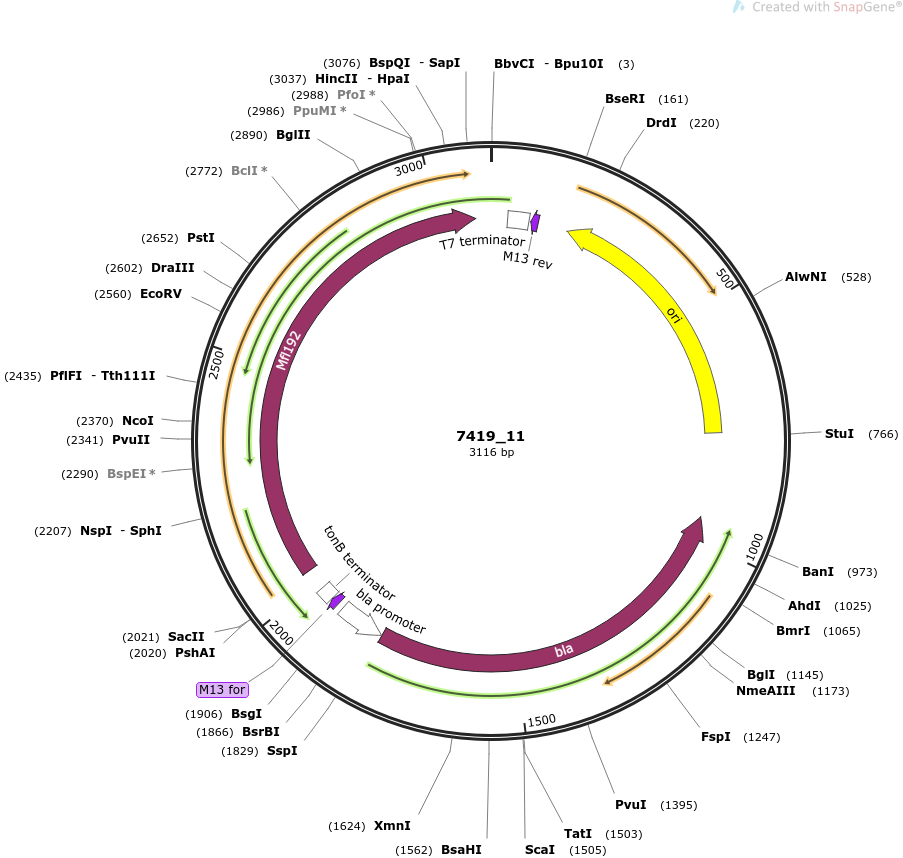 Created with SnapGene®
(3076) BspQI - SapI
BbvCI - Bpu10I (3)
(3037) HincII - HpaI
(2988) PfoI *
(2986) PpuMI *
(2890) BglII
(2772) BclI *
(2652) PstI
(2602) DraIII
(2560) EcoRV
(2435) PflFI - Tth111I
(2370) NcoI
(2341) PvuII
(2290) BspEI *
(2207) NspI - SphI
(2021) SacII
(2020) PshAI
M13 for
(1906) BsgI
(1866) BsrBI
(1829) SspI
(1624) XmnI
(1562) BsaHI
BseRI (161)
DrdI (220)
AlwNI (528)
StuI (766)
BanI (973)
AhdI (1025)
BmrI (1065)
BglI (1145)
NmeAIII (1173)
FspI (1247)
PvuI (1395)
TatI (1503)
ScaI (1505)
3000
500
1000
1500
2000
2500
T7 terminator
M13 rev
ori
Mfl192
7419_11
3116 bp
tonB terminator
bla promoter
bla